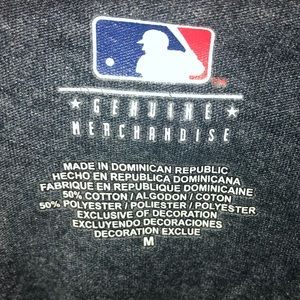 ★ GENUINE ★
MERCHANDISE
MADE IN DOMINICAN REPUBLIC
HECHO EN REPUBLICA DOMINICANA
FABRIQUE EN REPUBLIQUE DOMINICAINE
50% COTTON / ALGODON / COTON
50% POLYESTER / POLIESTER / POLYESTER
EXCLUSIVE OF DECORATION
EXCLUYENDO DECORACIONES
DECORATION EXCLUE
M